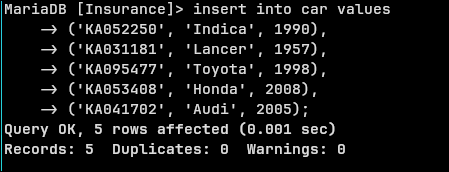 MariaDB [Insurance]> insert into car values
    -> ('KA052250', 'Indica', 1990),
    -> ('KA031181', 'Lancer', 1957),
    -> ('KA095477', 'Toyota', 1998),
    -> ('KA053408', 'Honda', 2008),
    -> ('KA041702', 'Audi', 2005);
Query OK, 5 rows affected (0.001 sec)
Records: 5  Duplicates: 0  Warnings: 0